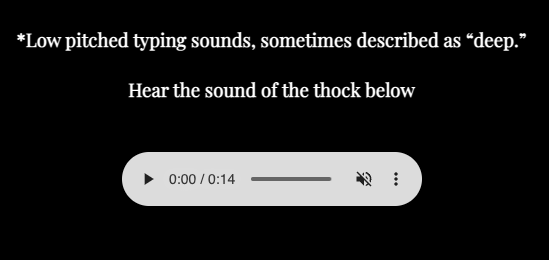 *Low pitched typing sounds, sometimes described as “deep.”
Hear the sound of the thock below
0:00 / 0:14